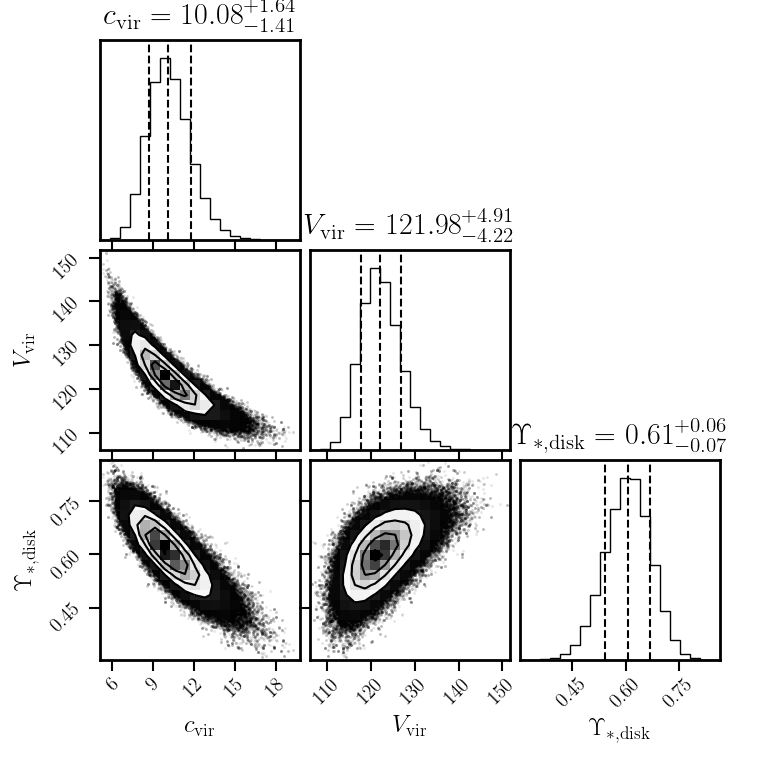 c_vir = 10.08^{+1.64}_{-1.41}
V_vir = 121.98^{+4.91}_{-4.22}
150
140
130
120
110
V_vir
ϒ_{*,disk} = 0.61^{+0.06}_{-0.07}
0.75
0.60
0.45
ϒ_{*,disk}
6 9 12 15 18
110 120 130 140 150
0.45 0.60 0.75
c_vir
V_vir
ϒ_{*,disk}